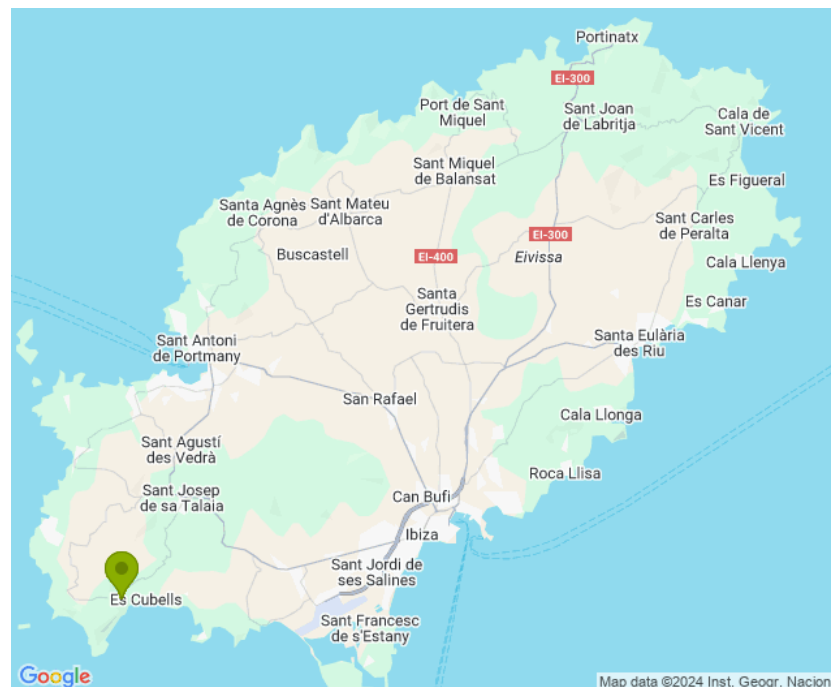 Portinatx
EI-300
Port de Sant
Miquel
Sant Joan
de Labritja
Cala de
Sant Vicent
Sant Miquel
de Balansat
Es Figueral
Santa Agnès
de Corona
Sant Mateu
d'Albarca
Sant Carles
de Peralta
EI-300
Buscastell
EI-400
Eivissa
Cala Llenya
Santa
Gertrudis
de Fruitera
Es Canar
Sant Antoni
de Portmany
Santa Eulària
des Riu
San Rafael
Cala Llonga
Sant Agustí
des Vedrà
Roca Llisa
Sant Josep
de sa Talaia
Can Bufi
Ibiza
Sant Jordi de
ses Salines
Es Cubells
Sant Francesc
de s'Estany
Google
Map data ©2024 Inst. Geogr. Nacion